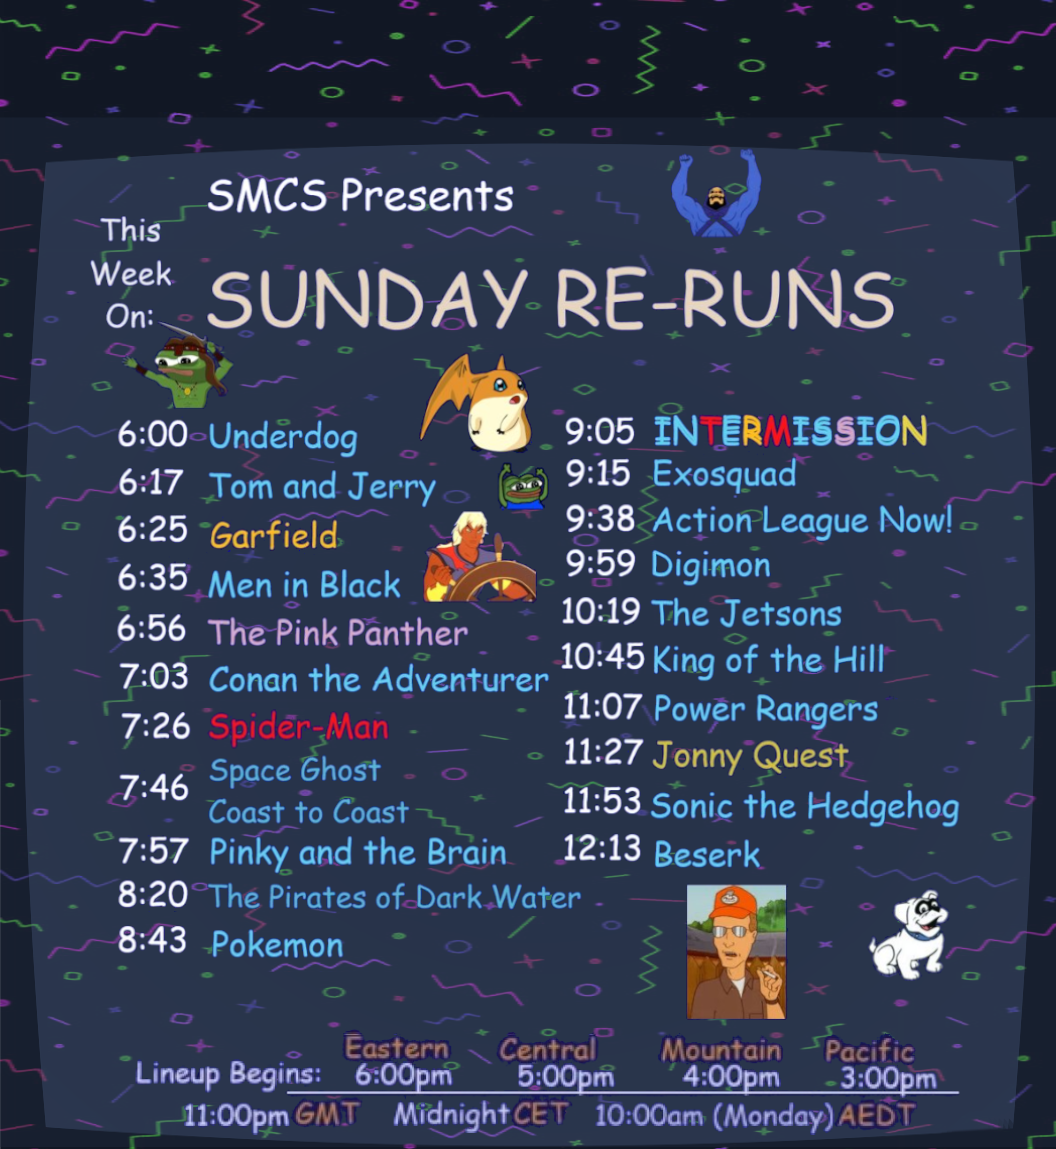 SMCS Presents
This
Week
On:
SUNDAY RE-RUNS
6:00 Underdog
6:17 Tom and Jerry
6:25 Garfield
6:35 Men in Black
6:56 The Pink Panther
7:03 Conan the Adventurer
7:26 Spider-Man
7:46 Space Ghost
Coast to Coast
7:57 Pinky and the Brain
8:20 The Pirates of Dark Water
8:43 Pokemon
9:05 INTERMISSION
9:15 Exosquad
9:38 Action League Now!
9:59 Digimon
10:19 The Jetsons
10:45 King of the Hill
11:07 Power Rangers
11:27 Jonny Quest
11:53 Sonic the Hedgehog
12:13 Beserk
Eastern Central Mountain Pacific
Lineup Begins: 6:00pm 5:00pm 4:00pm 3:00pm
11:00pm GMT Midnight CET 10:00am (Monday) AEDT